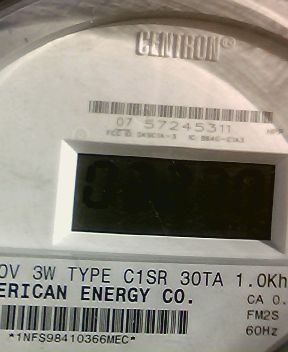 CENTRON®
07 57245311
0V 3W TYPE C1SR 30TA 1.0Kh
ERICAN ENERGY CO.
CA 0.
FM2S
60Hz
*1NFS98410366MEC*